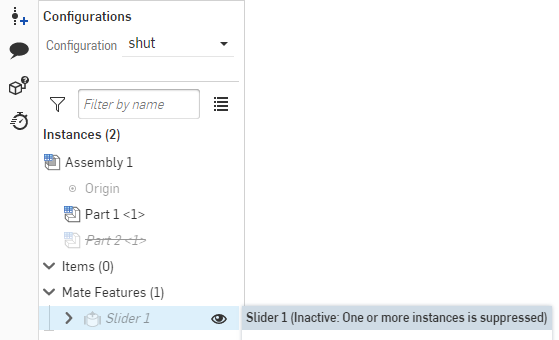 Configurations
Configuration shut
Filter by name
Instances (2)
Assembly 1
Origin
Part 1 <1>
Part 2 <1>
Items (0)
Mate Features (1)
Slider 1 Slider 1 (Inactive: One or more instances is suppressed)